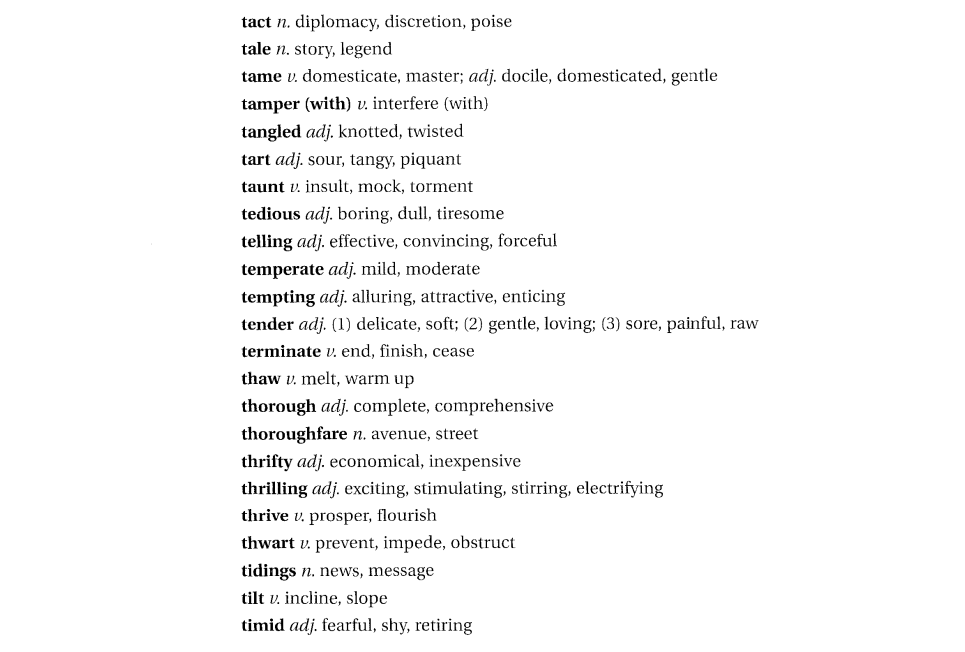 tact n. diplomacy, discretion, poise
tale n. story, legend
tame v. domesticate, master; adj. docile, domesticated, gentle
tamper (with) v. interfere (with)
tangled adj. knotted, twisted
tart adj. sour, tangy, piquant
taunt v. insult, mock, torment
tedious adj. boring, dull, tiresome
telling adj. effective, convincing, forceful
temperate adj. mild, moderate
tempting adj. alluring, attractive, enticing
tender adj. (1) delicate, soft; (2) gentle, loving; (3) sore, painful, raw
terminate v. end, finish, cease
thaw v. melt, warm up
thorough adj. complete, comprehensive
thoroughfare n. avenue, street
thrifty adj. economical, inexpensive
thrilling adj. exciting, stimulating, stirring, electrifying
thrive v. prosper, flourish
thwart v. prevent, impede, obstruct
tidings n. news, message
tilt v. incline, slope
timid adj. fearful, shy, retiring